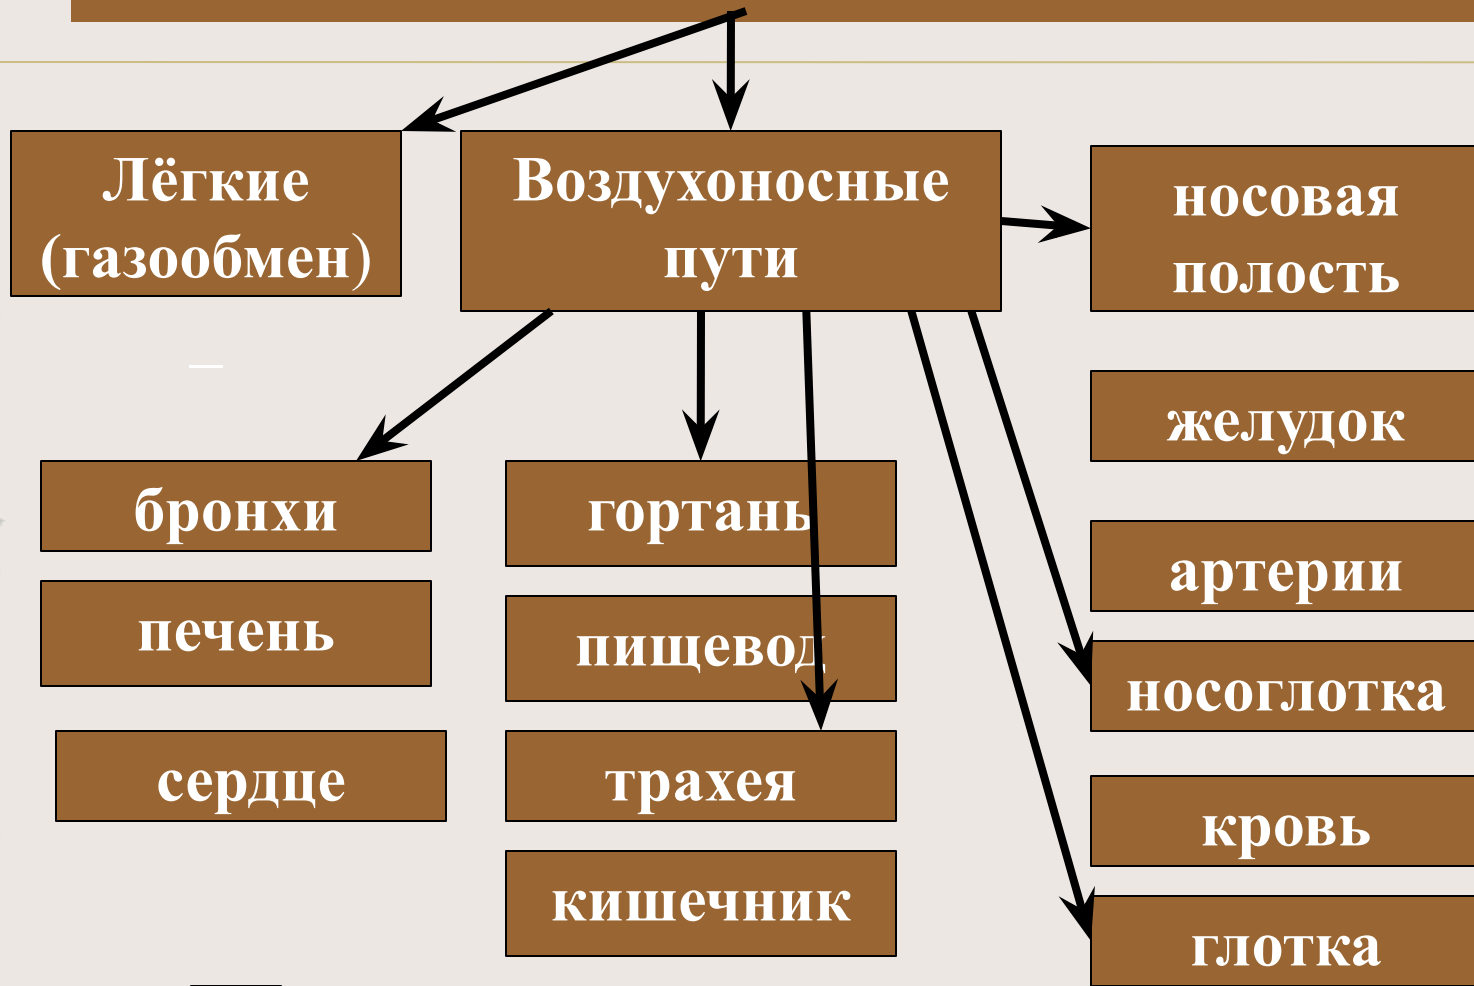 Лёгкие
(газообмен)
Воздухоносные
пути
носовая
полость
желудок
бронхи
гортань
артерии
печень
пищевод
носоглотка
сердце
трахея
кровь
кишечник
глотка